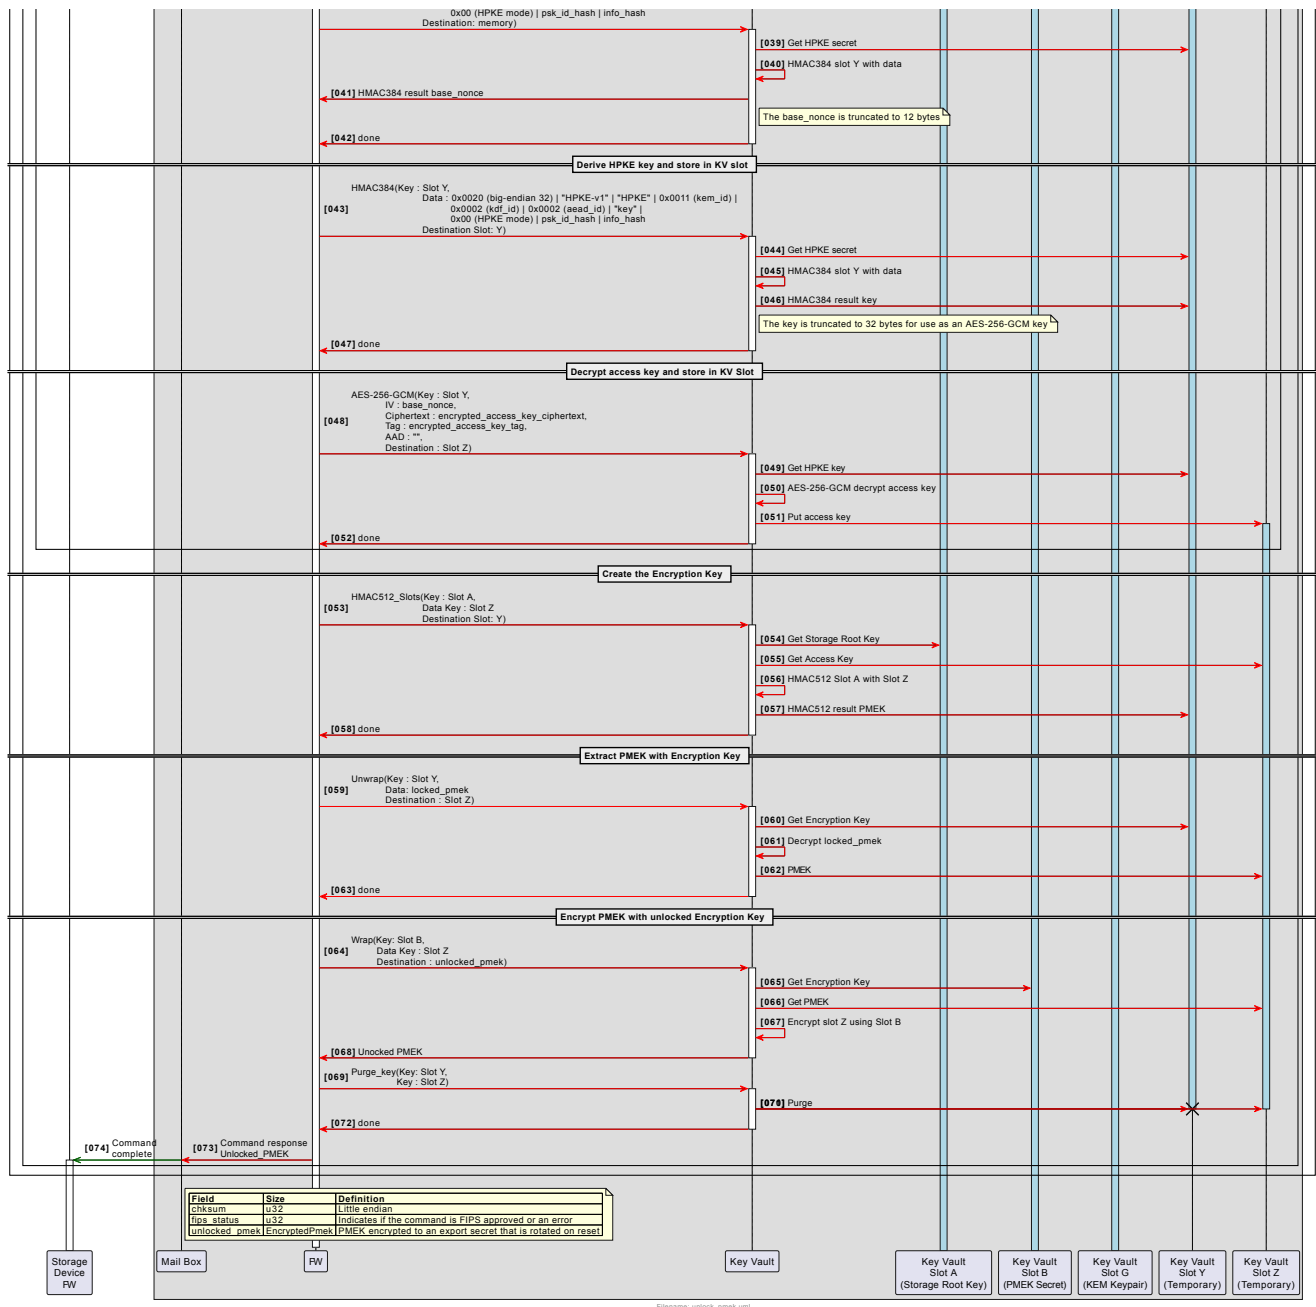 0x00 (HPKE mode) | psk_id_hash | info_hash
Destination: memory)
[039] Get HPKE secret
[040] HMAC384 slot Y with data
[041] HMAC384 result base_nonce
The base_nonce is truncated to 12 bytes
[042] done
Derive HPKE key and store in KV slot
HMAC384(Key : Slot Y,
Data : 0x0020 (big-endian 32) | "HPKE-v1" | "HPKE" | 0x0011 (kem_id) |
[043] 0x0002 (kdf_id) | 0x0002 (aead_id) | "key" |
0x00 (HPKE mode) | psk_id_hash | info_hash
Destination Slot: Y)
[044] Get HPKE secret
[045] HMAC384 slot Y with data
[046] HMAC384 result key
The key is truncated to 32 bytes for use as an AES-256-GCM key
[047] done
Decrypt access key and store in KV Slot
AES-256-GCM(Key : Slot Y,
IV : base_nonce,
Ciphertext : encrypted_access_key_ciphertext,
[048] Tag : encrypted_access_key_tag,
AAD : "",
Destination : Slot Z)
[049] Get HPKE key
[050] AES-256-GCM decrypt access key
[051] Put access key
[052] done
Create the Encryption Key
HMAC512_Slots(Key : Slot A,
[053] Data Key : Slot Z
Destination Slot: Y)
[054] Get Storage Root Key
[055] Get Access Key
[056] HMAC512 Slot A with Slot Z
[057] HMAC512 result PMEK
[058] done
Extract PMEK with Encryption Key
Unwrap(Key : Slot Y,
[059] Data: locked_pmek
Destination : Slot Z)
[060] Get Encryption Key
[061] Decrypt locked_pmek
[062] PMEK
[063] done
Encrypt PMEK with unlocked Encryption Key
Wrap(Key: Slot B,
[064] Data Key : Slot Z
Destination : unlocked_pmek)
[065] Get Encryption Key
[066] Get PMEK
[067] Encrypt slot Z using Slot B
[068] Unocked PMEK
[069] Purge_key(Key: Slot Y,
Key : Slot Z)
Purge
[072] done
[074] Command complete
[073] Command response Unlocked_PMEK
Field Size Definition
chksum u32 Little endian
fips_status u32 Indicates if the command is FIPS approved or an error
unlocked_pmek EncryptedPmek PMEK encrypted to an export secret that is rotated on reset
Storage Device FW
Mail Box
FW
Key Vault
Key Vault Slot A (Storage Root Key)
Key Vault Slot B (PMEK Secret)
Key Vault Slot G (KEM Keypair)
Key Vault Slot Y (Temporary)
Key Vault Slot Z (Temporary)